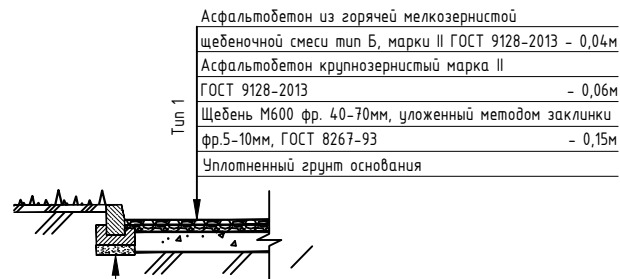 Асфальтобетон из горячей мелкозернистой
щебеночной смеси тип Б, марки II ГОСТ 9128-2013 - 0,04м
Асфальтобетон крупнозернистый марка II
ГОСТ 9128-2013 - 0,06м
Щебень М600 фр. 40-70мм, уложенный методом заклинки
фр.5-10мм, ГОСТ 8267-93 - 0,15м
Уплотненный грунт основания
Тип 1